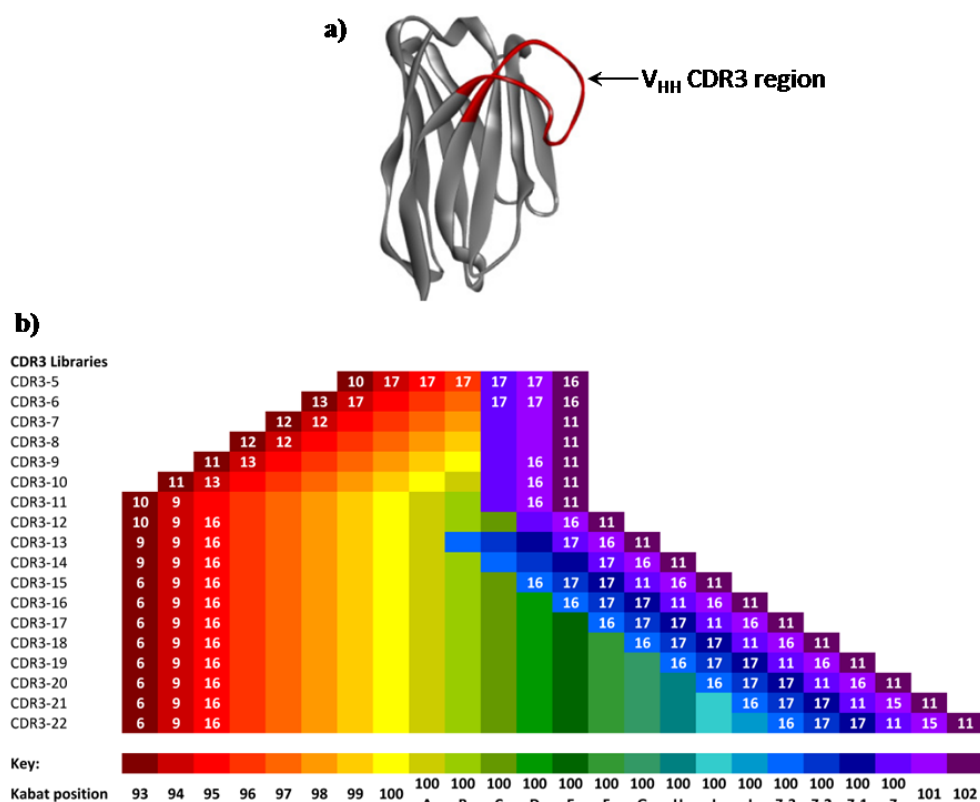 a)
VHH CDR3 region
b)
CDR3 Libraries
CDR3-5 10 17 17 17 17 17 16
CDR3-6 13 17 17 17 16
CDR3-7 12 12 11
CDR3-8 12 12 11
CDR3-9 11 13 16 11
CDR3-10 11 13 16 11
CDR3-11 10 9 16 11
CDR3-12 10 9 16 16 11
CDR3-13 9 9 16 17 16 11
CDR3-14 9 9 16 17 16 11
CDR3-15 6 9 16 16 17 17 11 16 11
CDR3-16 6 9 16 16 17 17 11 16 11
CDR3-17 6 9 16 16 17 17 11 16 11
CDR3-18 6 9 16 16 17 17 11 16 11
CDR3-19 6 9 16 16 17 17 11 16 11
CDR3-20 6 9 16 16 17 17 11 16 11
CDR3-21 6 9 16 16 17 17 11 15 11
CDR3-22 6 9 16 16 17 17 11 15 11
Key:
100 100 100 100 100 100 100 100 100 100 100 100 100 100
Kabat position 93 94 95 96 97 98 99 100 101 102